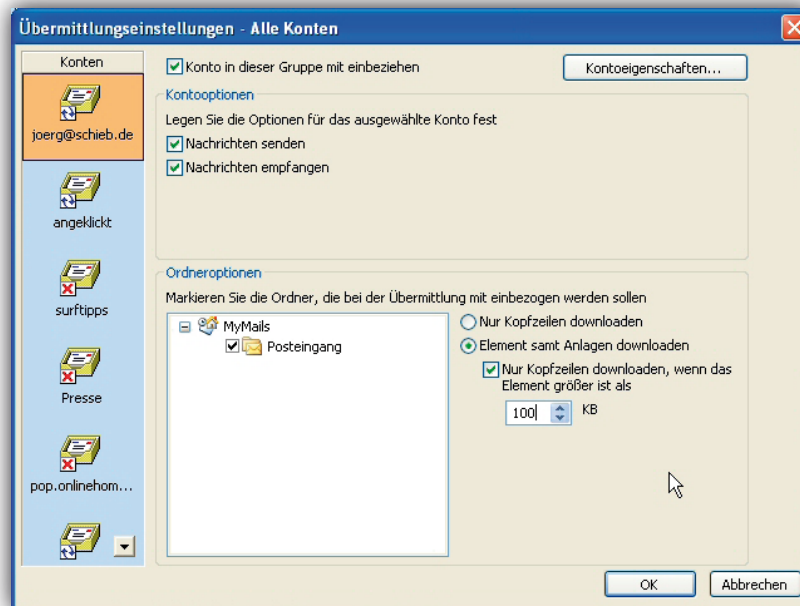 Übermittlungseinstellungen - Alle Konten
Konten
joerg@schieb.de
angeklickt
surftipps
Presse
pop.onlinehom...
Konto in dieser Gruppe mit einbeziehen
Kontoeigenschaften...
Kontooptionen
Legen Sie die Optionen für das ausgewählte Konto fest
Nachrichten senden
Nachrichten empfangen
Ordneroptionen
Markieren Sie die Ordner, die bei der Übermittlung mit einbezogen werden sollen
MyMails
Posteingang
Nur Kopfzeilen downloaden
Element samt Anlagen downloaden
Nur Kopfzeilen downloaden, wenn das
Element größer ist als
100 KB
OK
Abbrechen